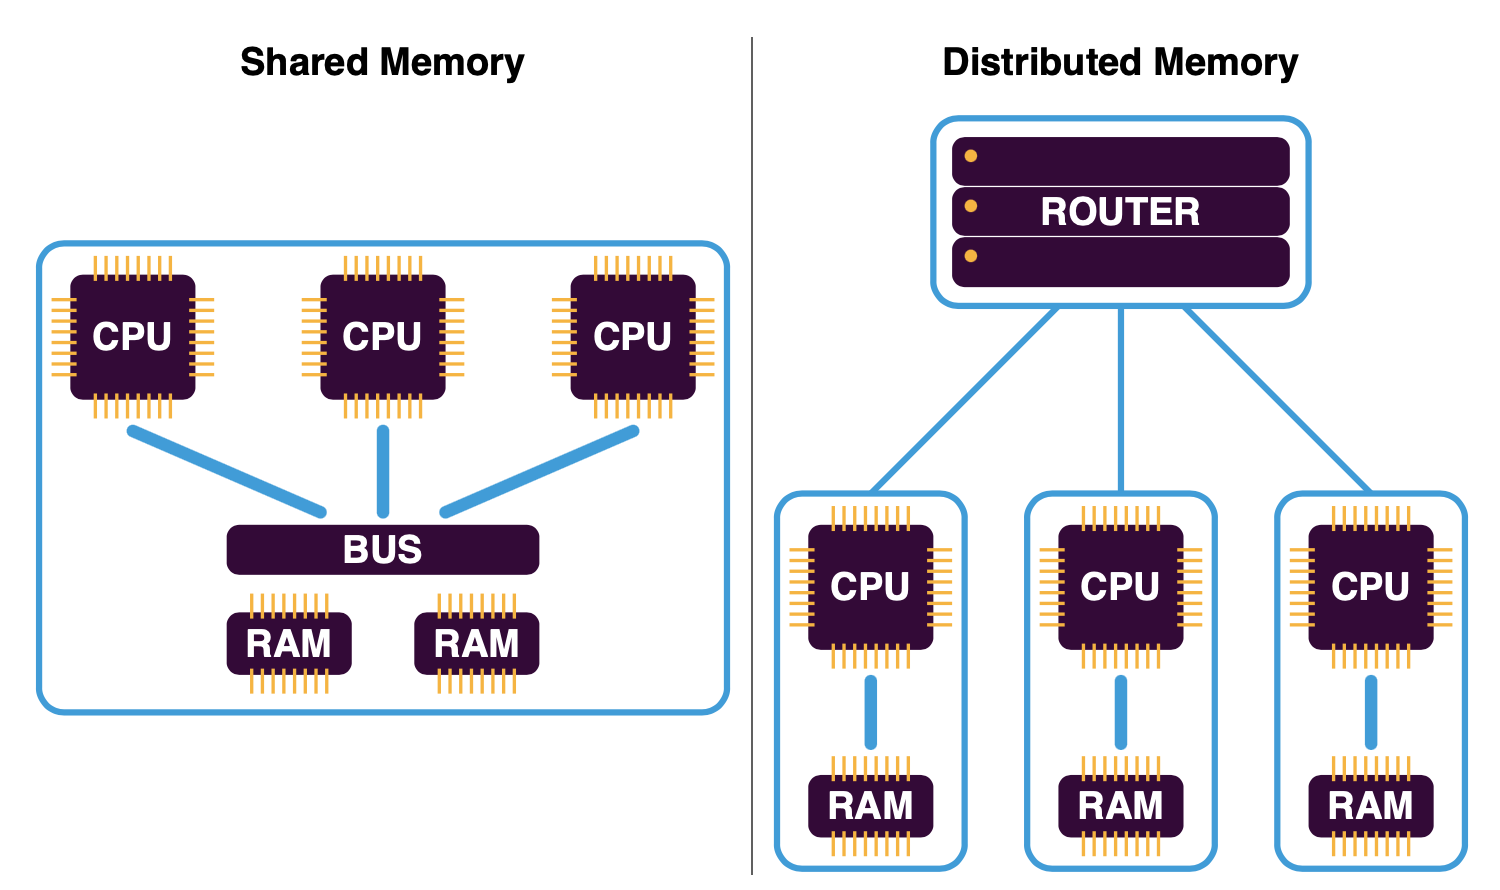 Shared Memory
CPU
CPU
CPU
BUS
RAM
RAM
Distributed Memory
ROUTER
CPU
CPU
CPU
RAM
RAM
RAM